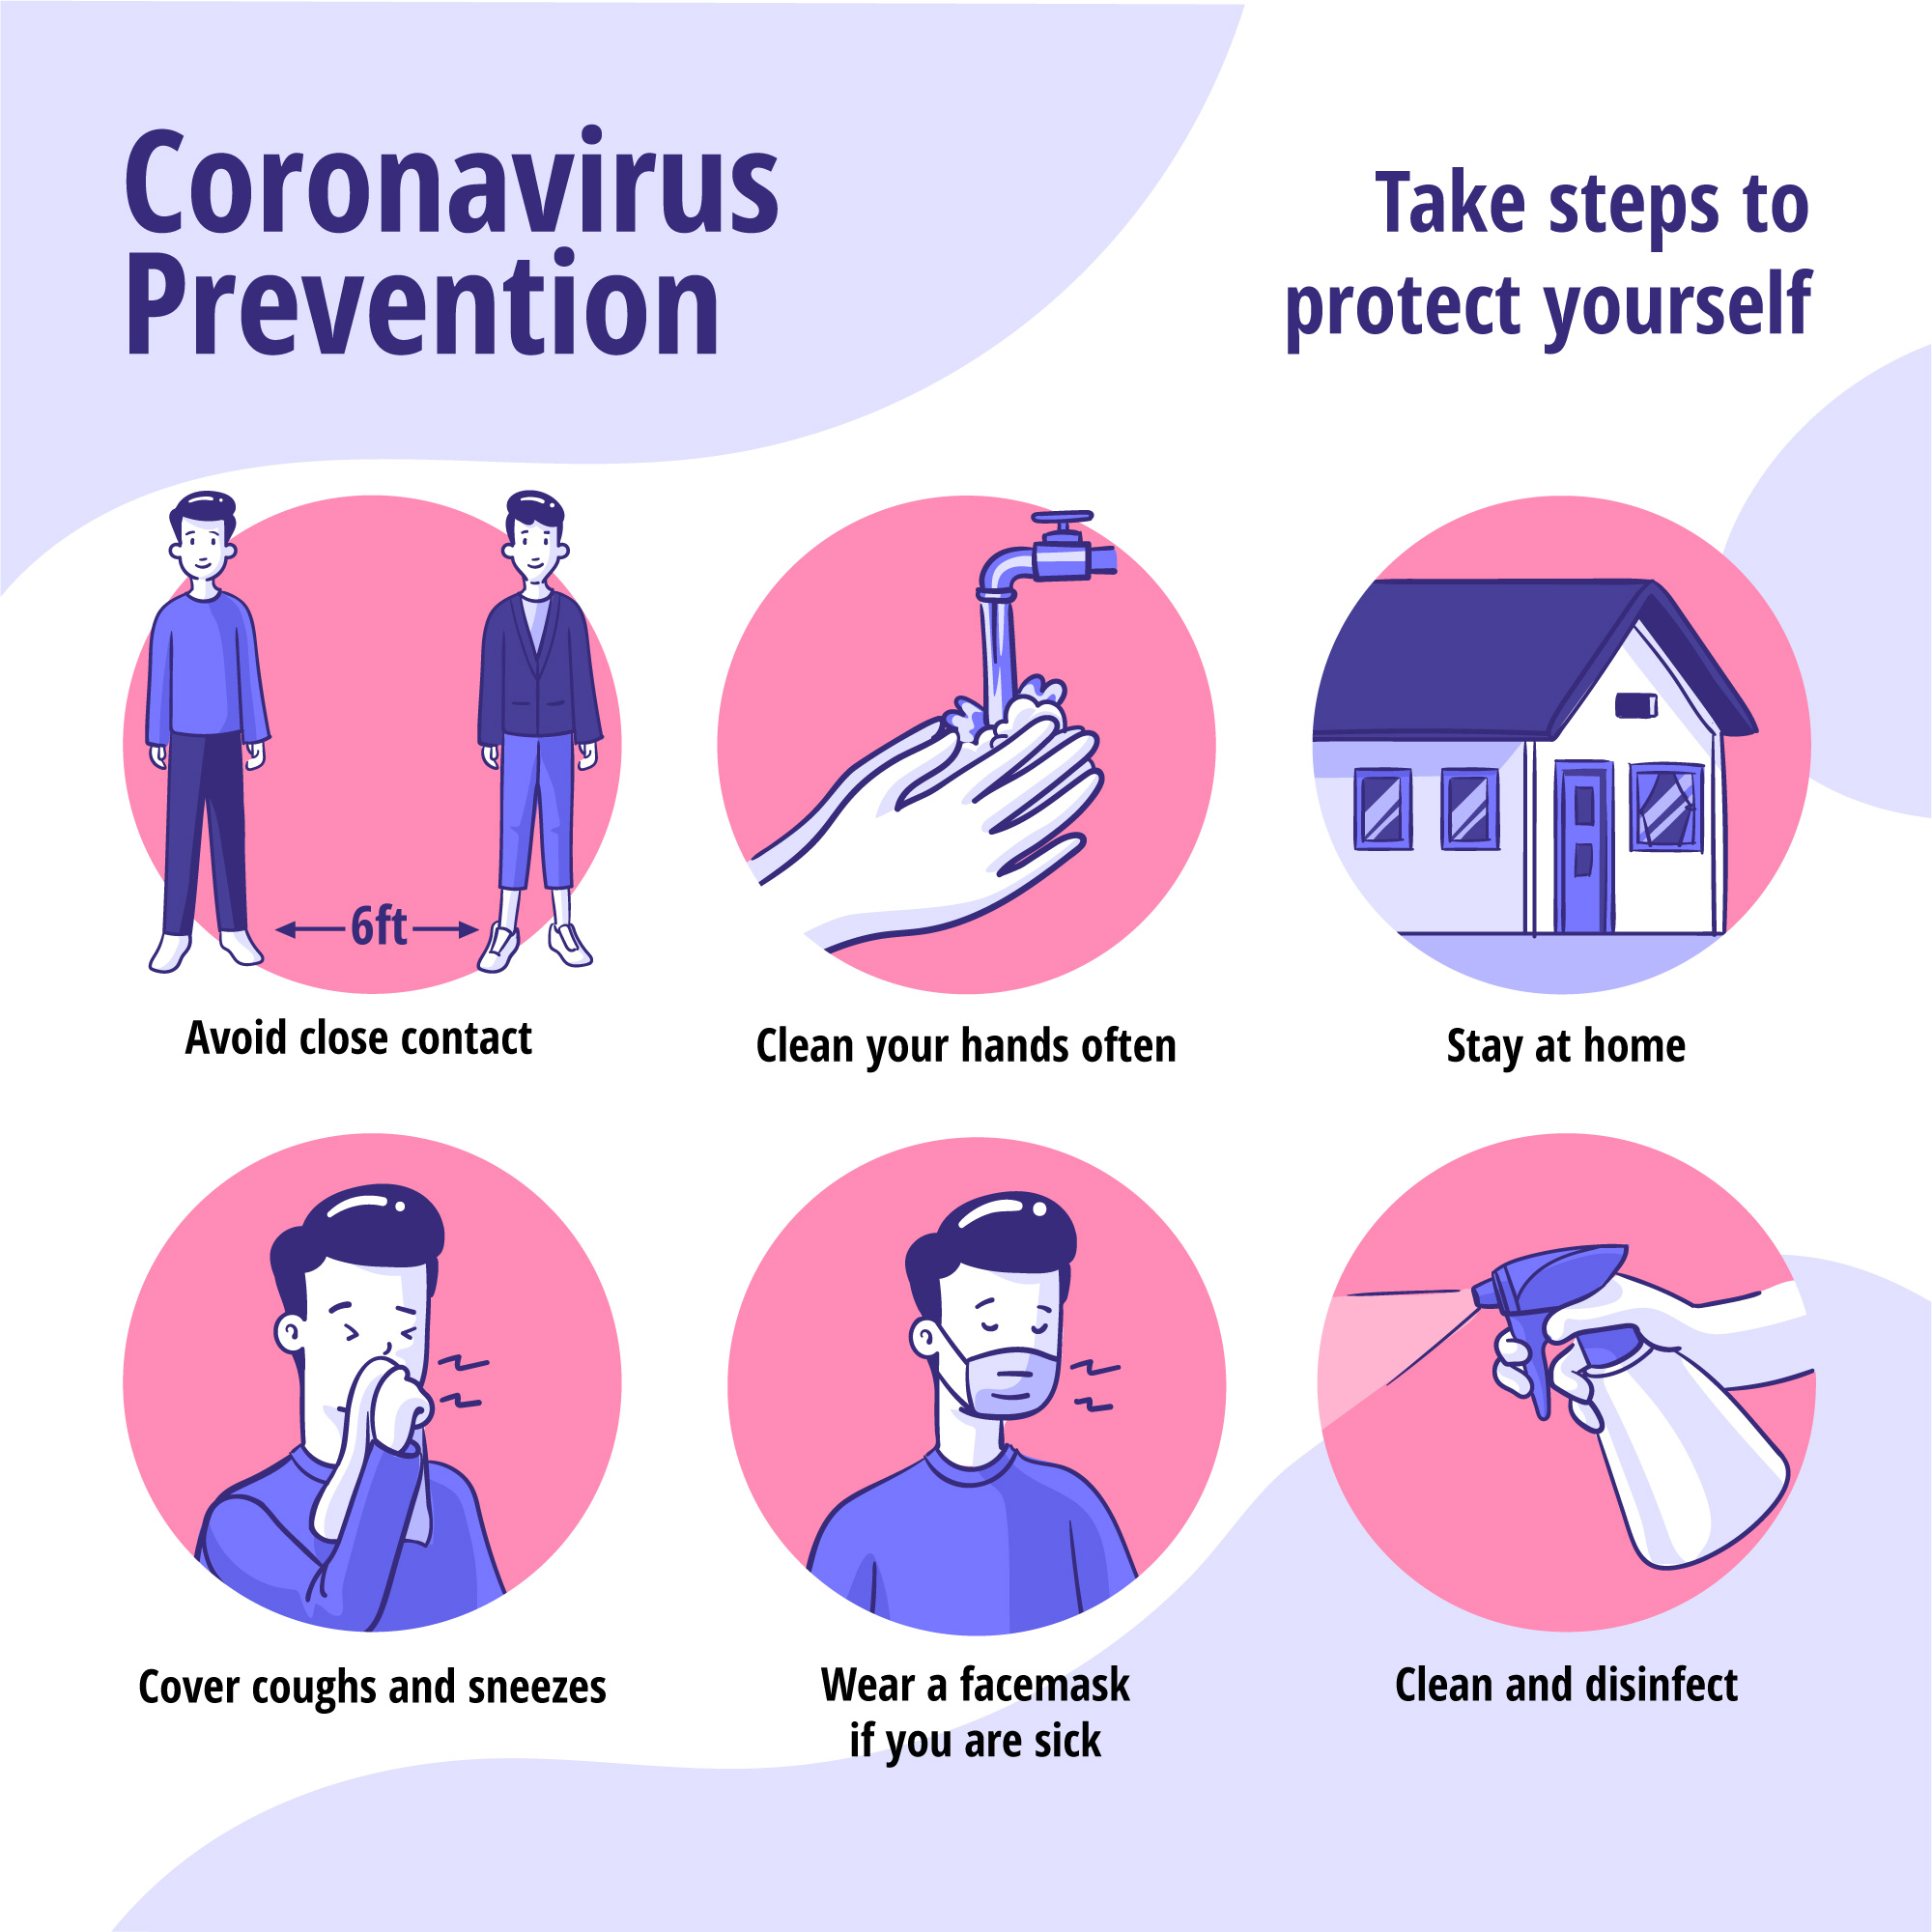 Coronavirus
Prevention
Take steps to
protect yourself
6ft
Avoid close contact
Clean your hands often
Stay at home
Cover coughs and sneezes
Wear a facemask
if you are sick
Clean and disinfect